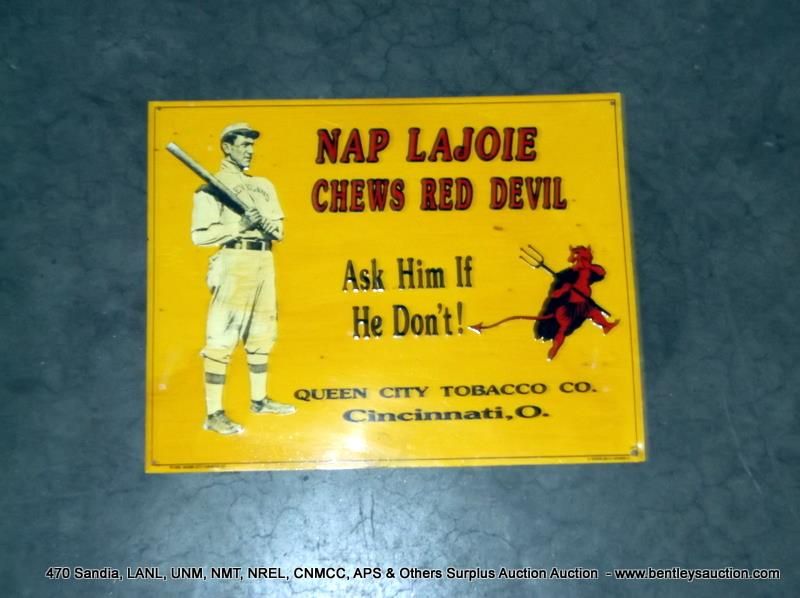 NAP LAJOIE
CHEWS RED DEVIL
Ask Him If
He Don't!
QUEEN CITY TOBACCO CO.
Cincinnati, O.
470 Sandia, LANL, UNM, NMT, NREL, CNMCC, APS & Others Surplus Auction Auction - www.bentleysauction.com